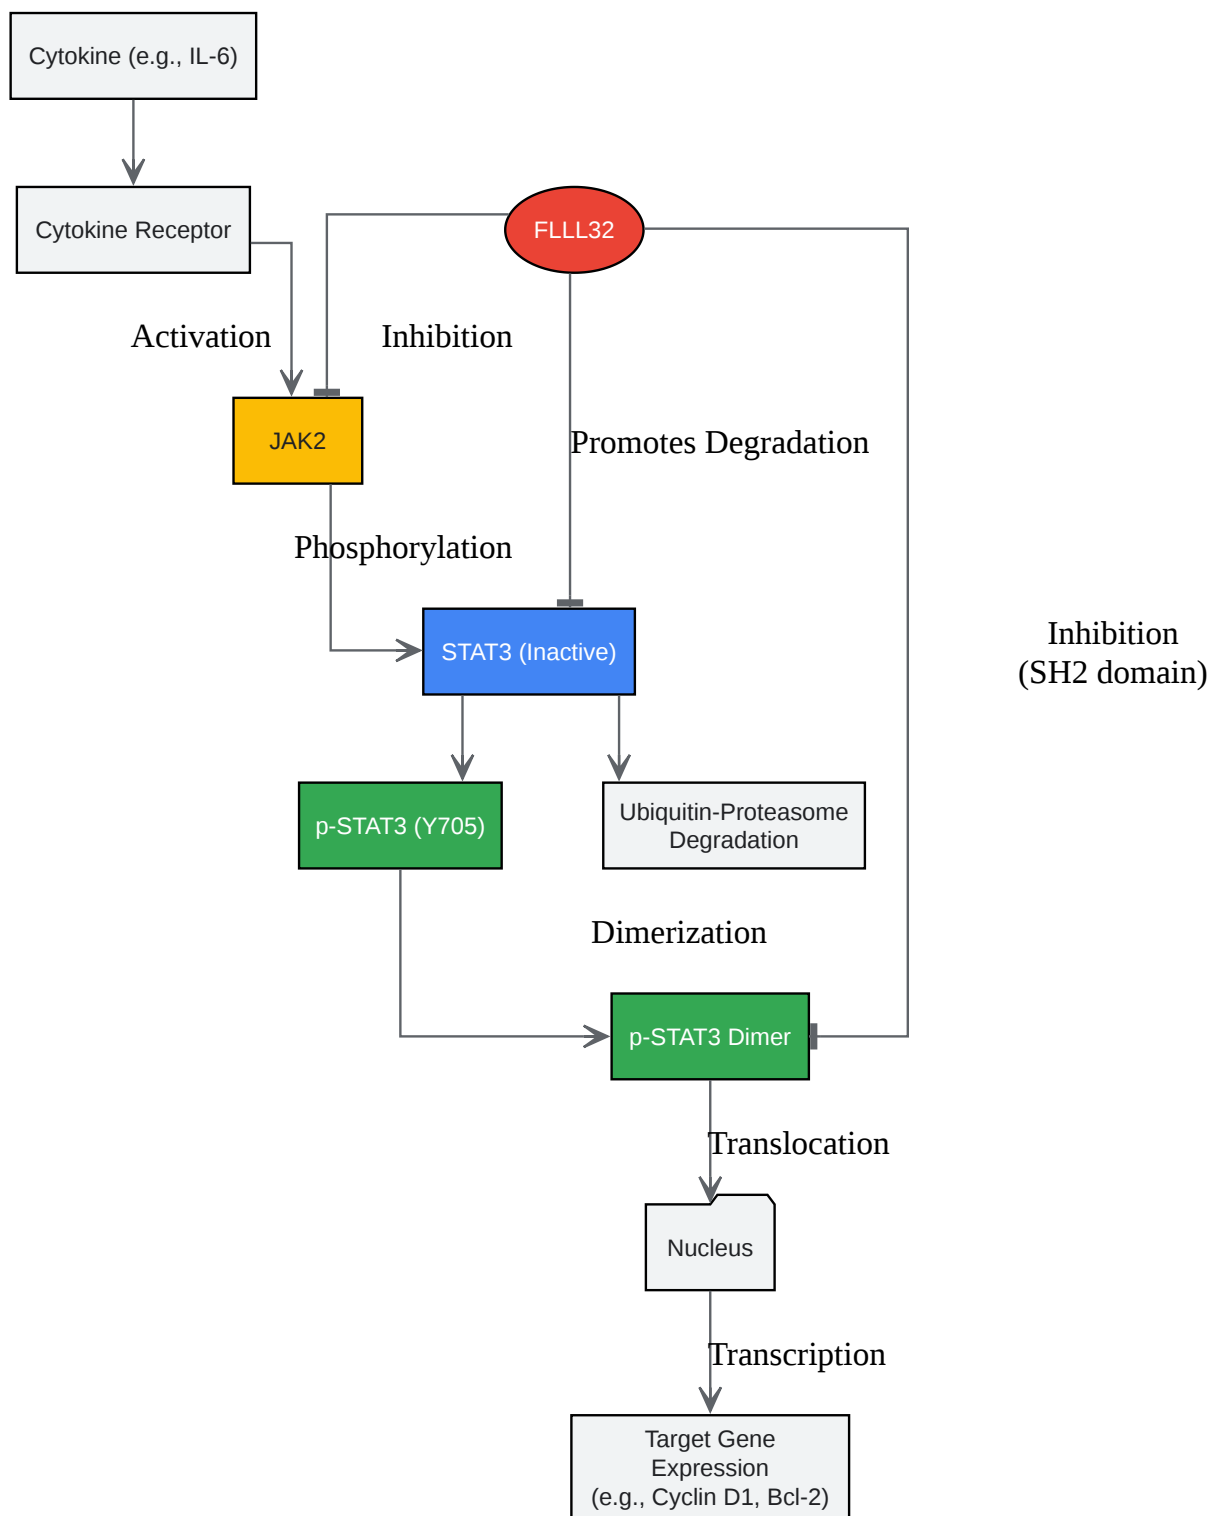 Cytokine (e.g., IL-6)
Cytokine Receptor
FLLL32
Activation
Inhibition
JAK2
Promotes Degradation
Phosphorylation
Inhibition
(SH2 domain)
STAT3 (Inactive)
p-STAT3 (Y705)
Ubiquitin-Proteasome
Degradation
Dimerization
p-STAT3 Dimer
Translocation
Nucleus
Transcription
Target Gene
Expression
(e.g., Cyclin D1, Bcl-2)